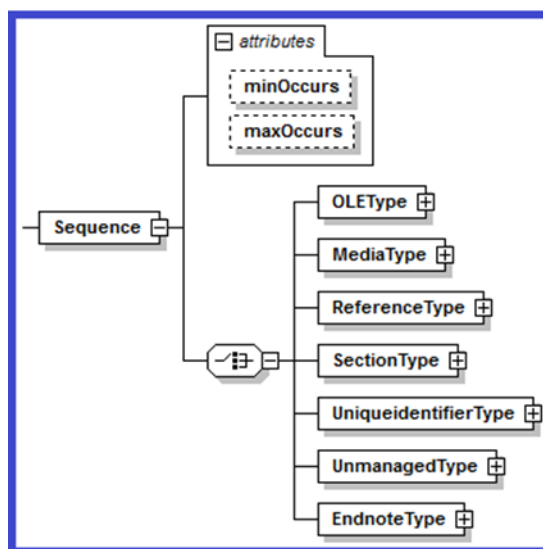 attributes
minOccurs
maxOccurs
Sequence
OLEType
MediaType
ReferenceType
SectionType
UniqueidentifierType
UnmanagedType
EndnoteType